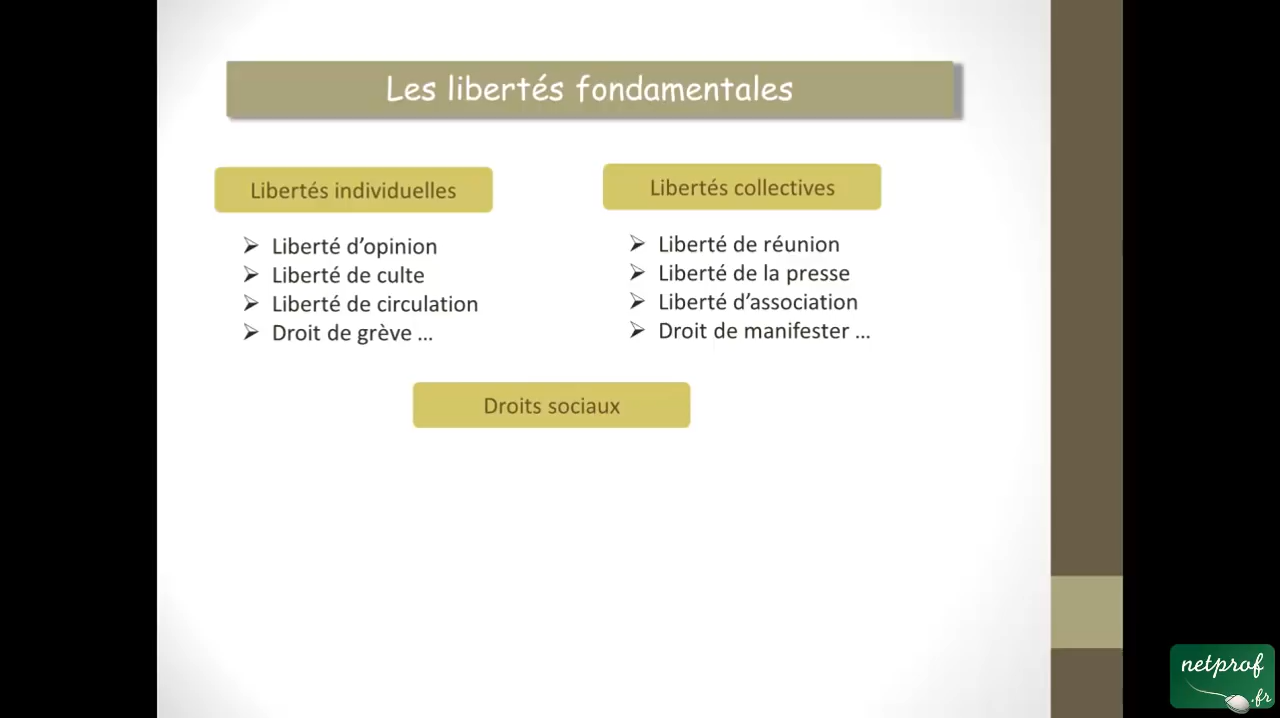 Les libertés fondamentales
Libertés individuelles
➢ Liberté d’opinion
➢ Liberté de culte
➢ Liberté de circulation
➢ Droit de grève …
Libertés collectives
➢ Liberté de réunion
➢ Liberté de la presse
➢ Liberté d’association
➢ Droit de manifester …
Droits sociaux
netprof
.fr